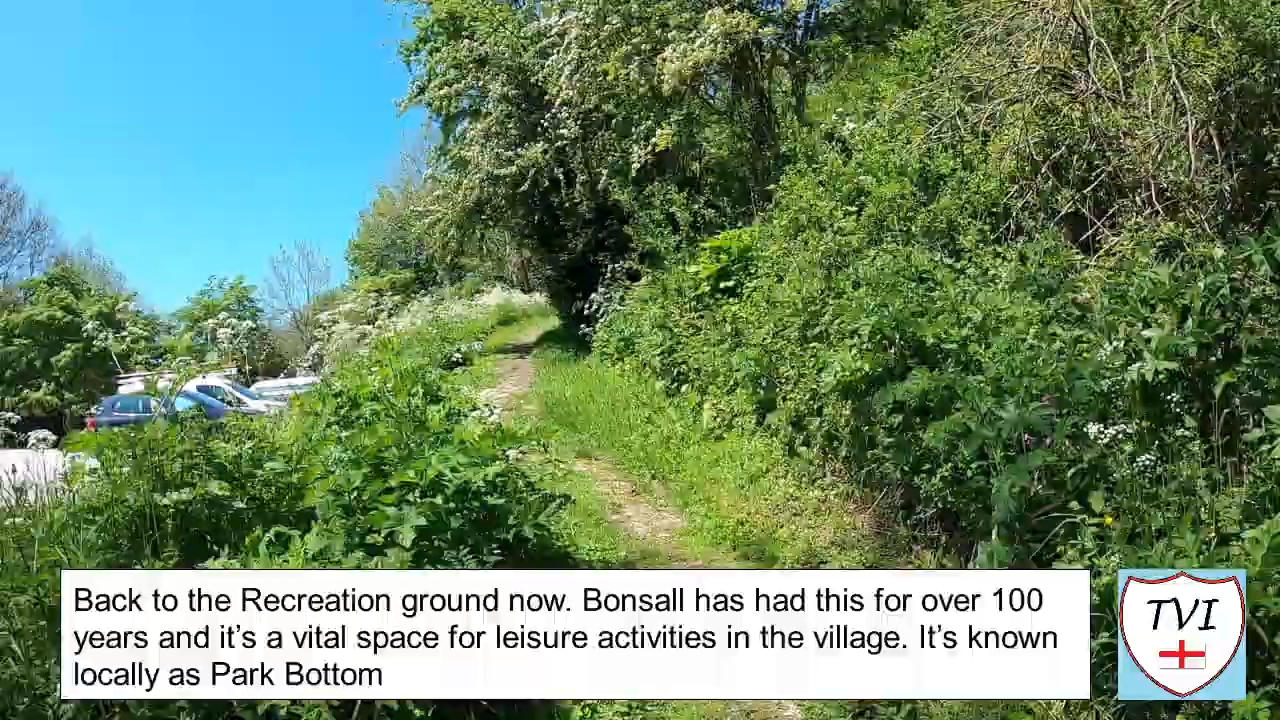 Back to the Recreation ground now. Bonsall has had this for over 100
years and it’s a vital space for leisure activities in the village. It’s known
locally as Park Bottom
TVI